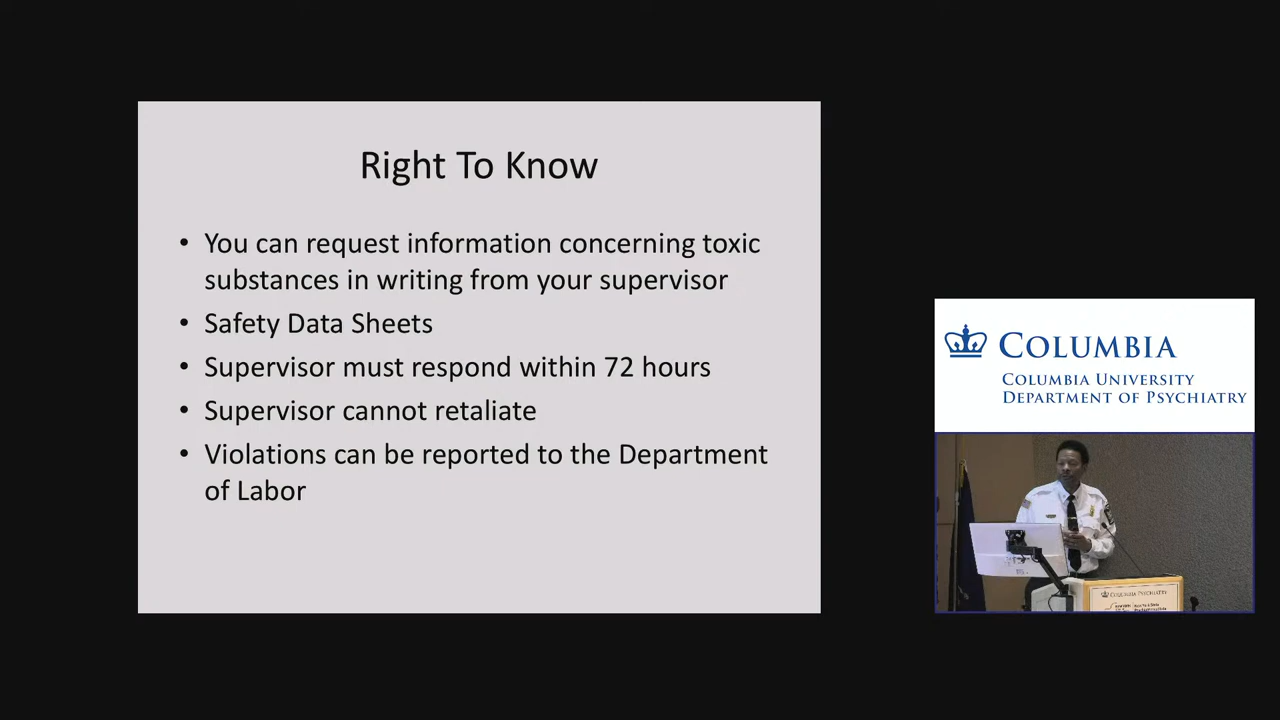 Right To Know
• You can request information concerning toxic
substances in writing from your supervisor
• Safety Data Sheets
• Supervisor must respond within 72 hours
• Supervisor cannot retaliate
• Violations can be reported to the Department
of Labor
COLUMBIA
COLUMBIA UNIVERSITY
DEPARTMENT OF PSYCHIATRY
COLUMBIA PSYCHIATRY